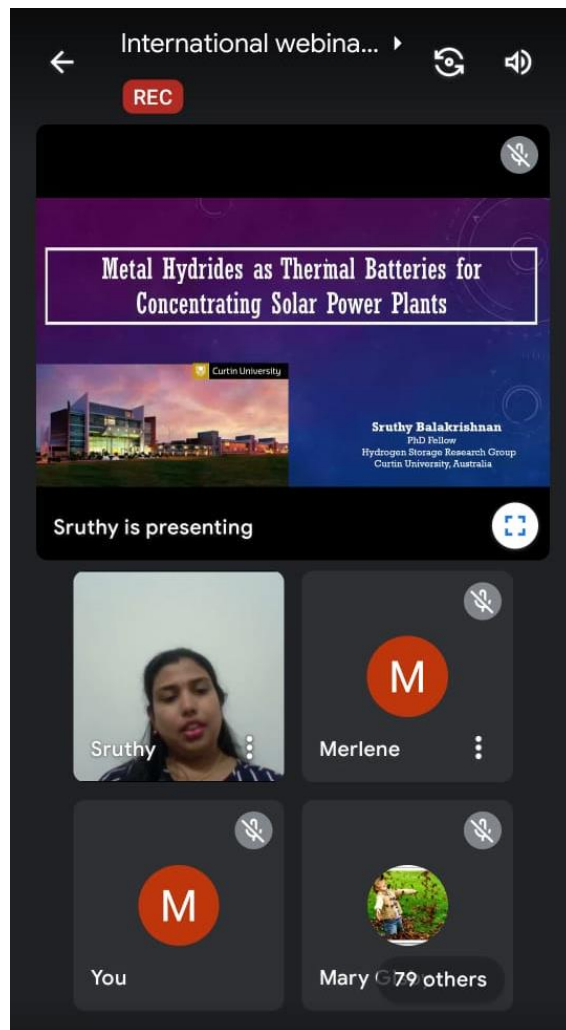 International webina...
REC
Metal Hydrides as Thermal Batteries for
Concentrating Solar Power Plants
Curtin University
Sruthy Balakrishnan
PhD Fellow
Hydrogen Storage Research Group
Curtin University, Australia
Sruthy is presenting
Sruthy
M
Merlene
M
You
Mary
79 others